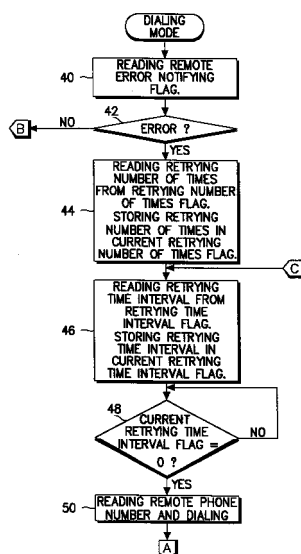 DIALING
MODE
40
READING REMOTE
ERROR NOTIFYING
FLAG.
42
B
NO
ERROR ?
YES
44
READING RETRYING
NUMBER OF TIMES
FROM RETRYING NUMBER
OF TIMES FLAG.
STORING RETRYING
NUMBER OF TIMES IN
CURRENT RETRYING
NUMBER OF TIMES FLAG.
C
46
READING RETRYING
TIME INTERVAL FROM
RETRYING TIME
INTERVAL FLAG.
STORING RETRYING
TIME INTERVAL IN
CURRENT RETRYING
TIME INTERVAL FLAG.
48
CURRENT
RETRYING TIME
INTERVAL FLAG =
0 ?
NO
YES
50
READING REMOTE PHONE
NUMBER AND DIALING
A